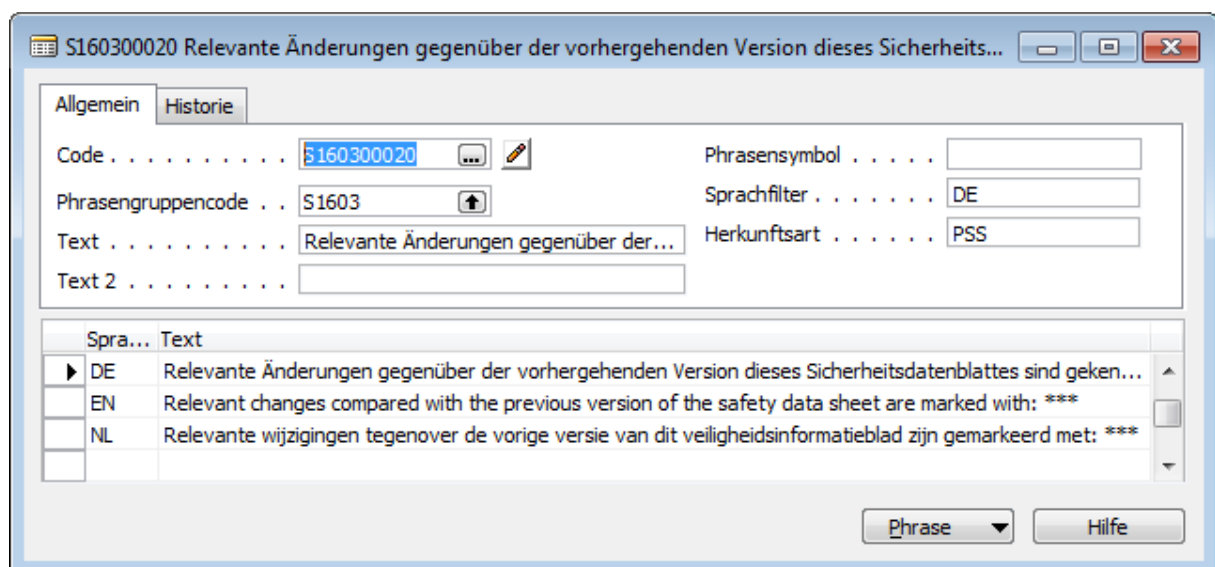 S160300020 Relevante Änderungen gegenüber der vorhergehenden Version dieses Sicherheits...
Allgemein Historie
Code . . . . . . . . . . S160300020 ... Phrasensymbol . . . . .
Phrasengruppencode . . S1603 Sprachfilter . . . . . . . DE
Text . . . . . . . . . . Relevante Änderungen gegenüber der... Herkunftsart . . . . . . PSS
Text 2 . . . . . . . . .
Spra... Text
DE Relevante Änderungen gegenüber der vorhergehenden Version dieses Sicherheitsdatenblattes sind geken...
EN Relevant changes compared with the previous version of the safety data sheet are marked with: ***
NL Relevante wijzigingen tegenover de vorige versie van dit veiligheidsinformatieblad zijn gemarkeerd met: ***
Phrase Hilfe